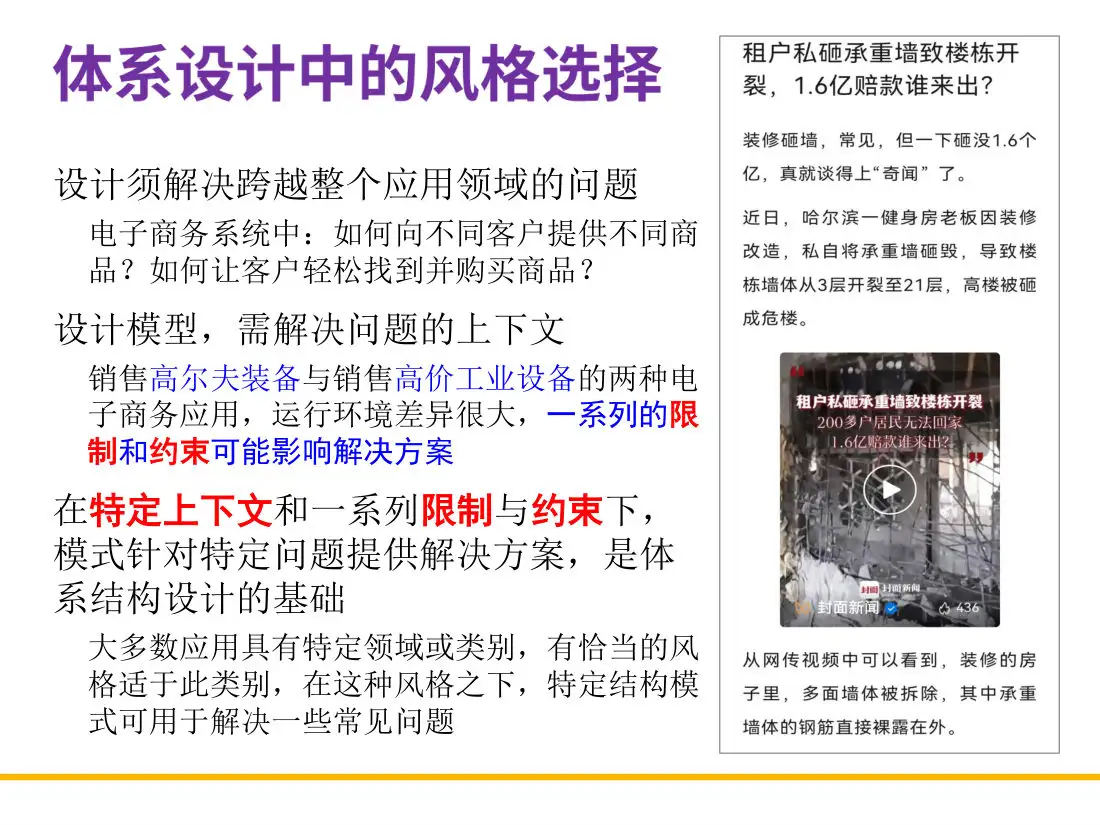 体系设计中的风格选择
设计须解决跨越整个应用领域的问题
电子商务系统中：如何向不同客户提供不同商
品？如何让客户轻松找到并购买商品？
设计模型，需解决问题的上下文
销售高尔夫装备与销售高价工业设备的两种电
子商务应用，运行环境差异很大，一系列的限
制和约束可能影响解决方案
在特定上下文和一系列限制与约束下，
模式针对特定问题提供解决方案，是体
系结构设计的基础
大多数应用具有特定领域或类别，有恰当的风
格适于此类别，在这种风格之下，特定结构模
式可用于解决一些常见问题
租户私砸承重墙致楼栋开
裂，1.6亿赔款谁来出？
装修砸墙，常见，但一下砸没1.6个
亿，真就谈得上“奇闻” 了。
近日，哈尔滨一健身房老板因装修
改造，私自将承重墙砸毁，导致楼
栋墙体从3层开裂至21层，高楼被砸
成危楼。
租户私砸承重墙致楼栋开裂
200多户居民无法回家
1.6亿赔款谁来出?
封面 封面新闻
封面新闻 436
从网传视频中可以看到，装修的房
子里，多面墙体被拆除，其中承重
墙体的钢筋直接裸露在外。